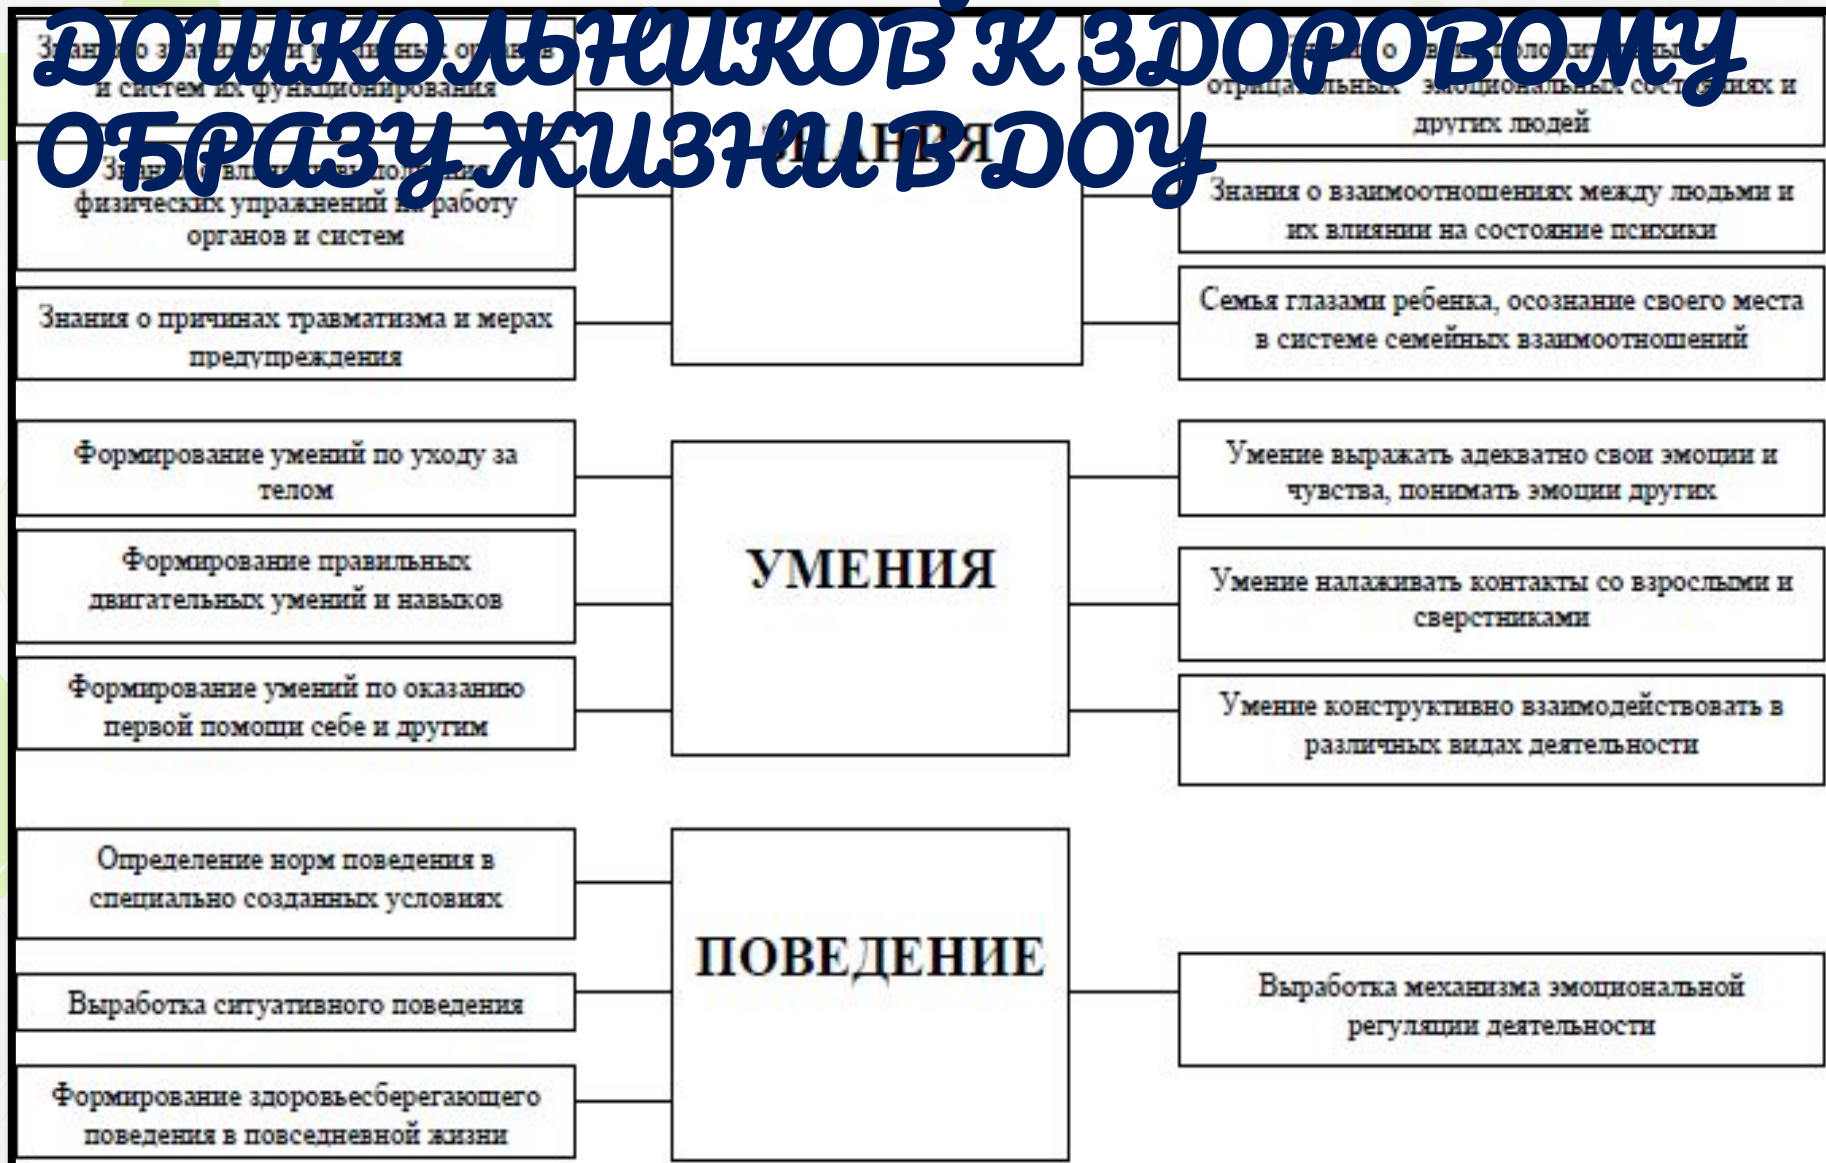 ДОШКОЛЬНИКОВ К ЗДОРОВОМУ
ОБРАЗУ ЖИЗНИ В ДОУ
и систем их функционирования
физических упражнений на работу
органов и систем
Знания о причинах травматизма и мерах
предупреждения
ЗНАНИЯ
отрицательных эмоциональных состояниях и
других людей
Знания о взаимоотношениях между людьми и
их влиянии на состояние психики
Семья глазами ребенка, осознание своего места
в системе семейных взаимоотношений
Формирование умений по уходу за
телом
Формирование правильных
двигательных умений и навыков
Формирование умений по оказанию
первой помощи себе и другим
УМЕНИЯ
Умение выражать адекватно свои эмоции и
чувства, понимать эмоции других
Умение налаживать контакты со взрослыми и
сверстниками
Умение конструктивно взаимодействовать в
различных видах деятельности
Определение норм поведения в
специально созданных условиях
Выработка ситуативного поведения
Формирование здоровьесберегающего
поведения в повседневной жизни
ПОВЕДЕНИЕ
Выработка механизма эмоциональной
регуляции деятельности